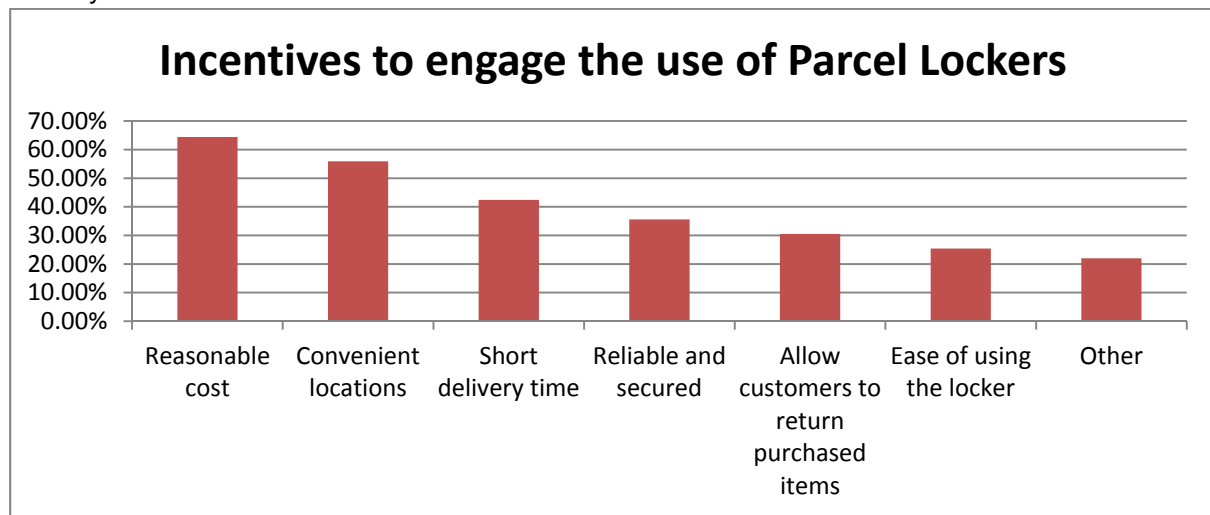 Incentives to engage the use of Parcel Lockers
70.00%
60.00%
50.00%
40.00%
30.00%
20.00%
10.00%
0.00%
Reasonable
cost
Convenient
locations
Short
delivery time
Reliable and
secured
Allow
customers to
return
purchased
items
Ease of using
the locker
Other